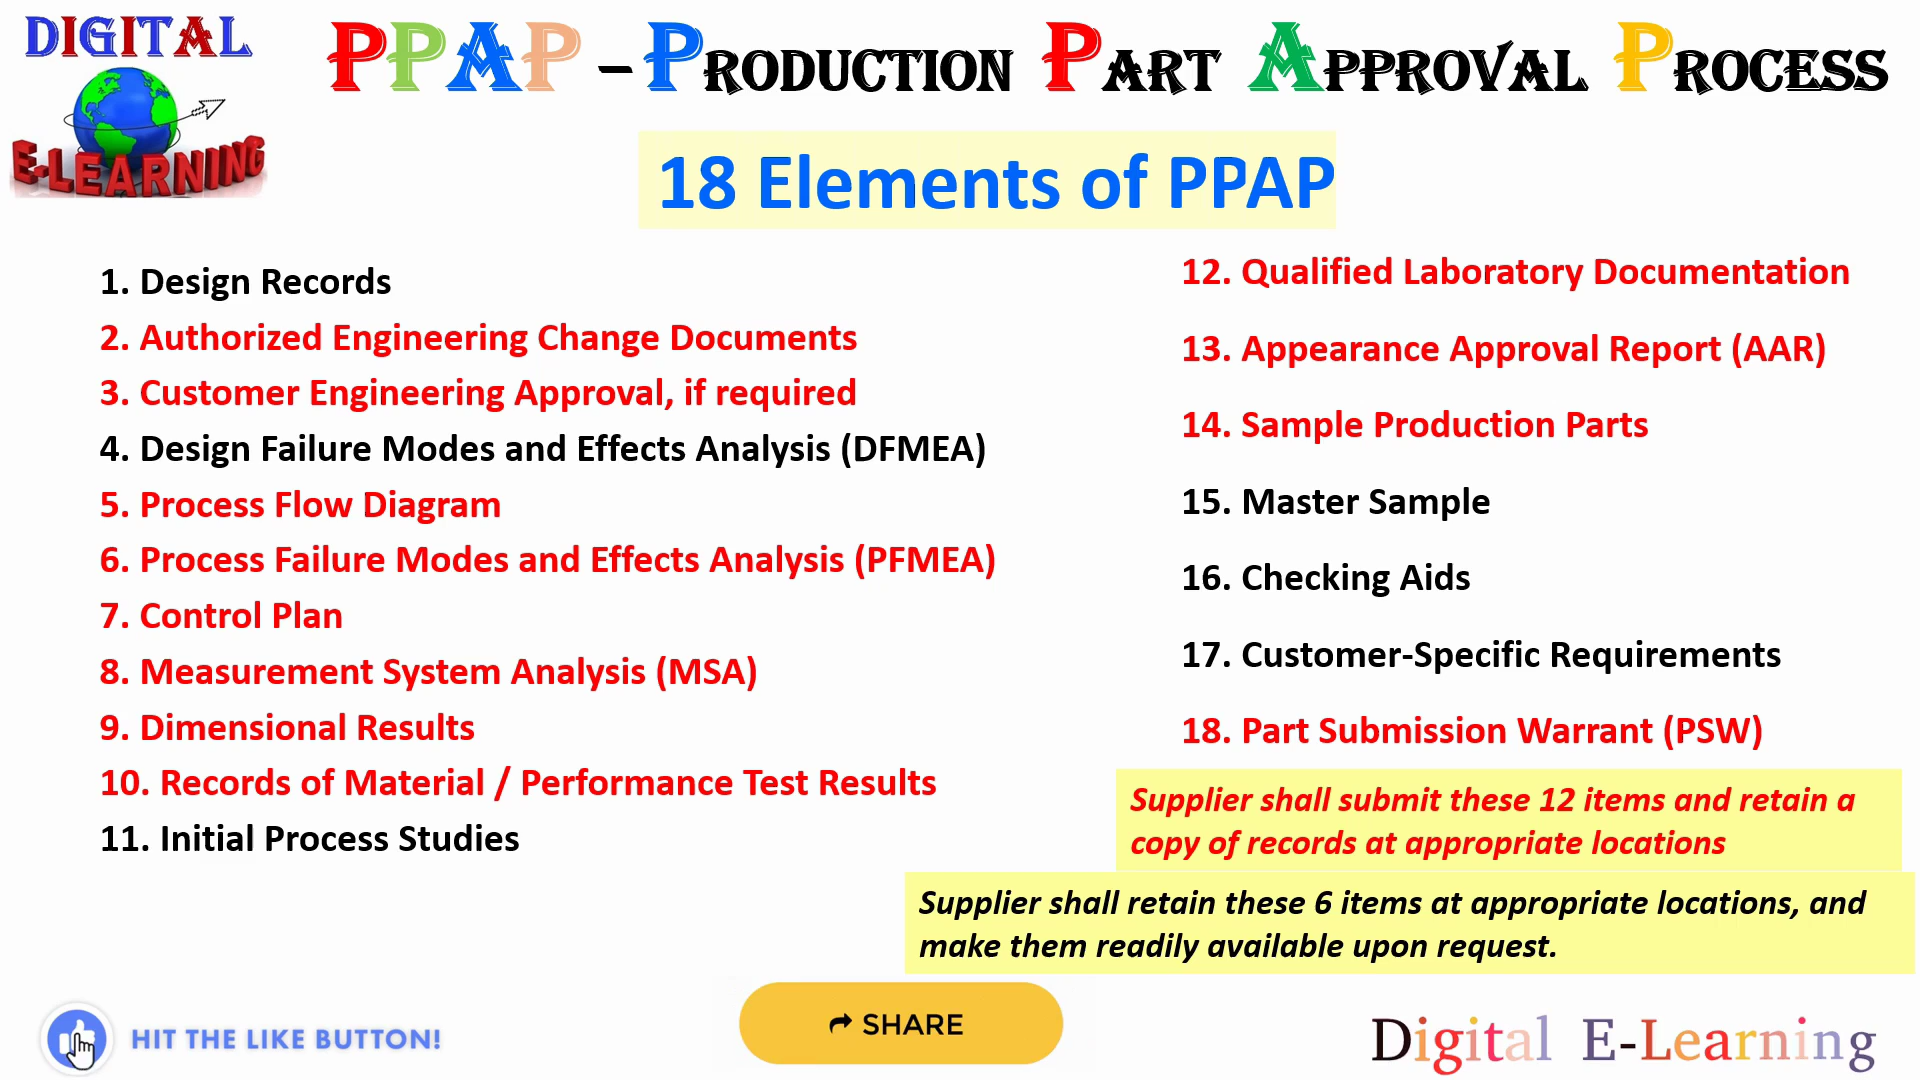 DIGITAL
E-LEARNING
PPAP – PRODUCTION PART APPROVAL PROCESS
18 Elements of PPAP
1. Design Records
2. Authorized Engineering Change Documents
3. Customer Engineering Approval, if required
4. Design Failure Modes and Effects Analysis (DFMEA)
5. Process Flow Diagram
6. Process Failure Modes and Effects Analysis (PFMEA)
7. Control Plan
8. Measurement System Analysis (MSA)
9. Dimensional Results
10. Records of Material / Performance Test Results
11. Initial Process Studies
12. Qualified Laboratory Documentation
13. Appearance Approval Report (AAR)
14. Sample Production Parts
15. Master Sample
16. Checking Aids
17. Customer-Specific Requirements
18. Part Submission Warrant (PSW)
Supplier shall submit these 12 items and retain a
copy of records at appropriate locations
Supplier shall retain these 6 items at appropriate locations, and
make them readily available upon request.
HIT THE LIKE BUTTON!
SHARE
Digital E-Learning